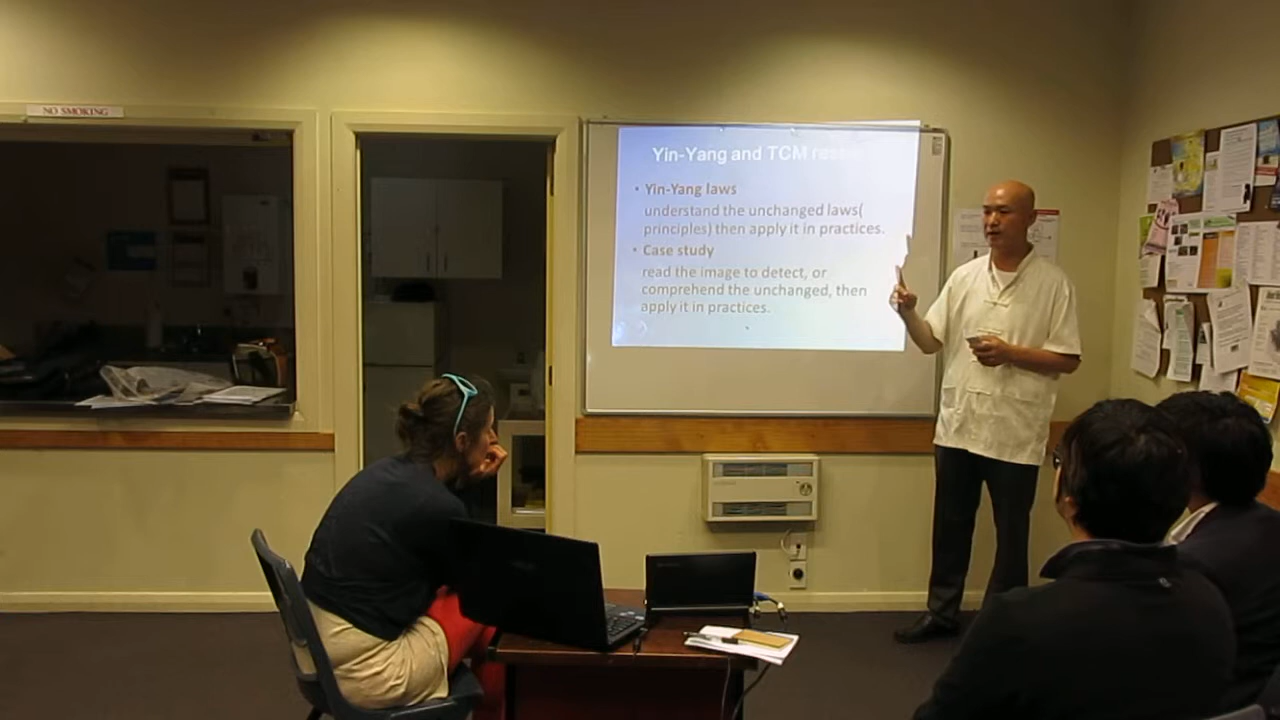 NO SMOKING
Yin-Yang and TCM
• Yin-Yang laws
understand the unchanged laws(
principles) then apply it in practices.
• Case study
read the image to detect, or
comprehend the unchanged, then
apply it in practices.